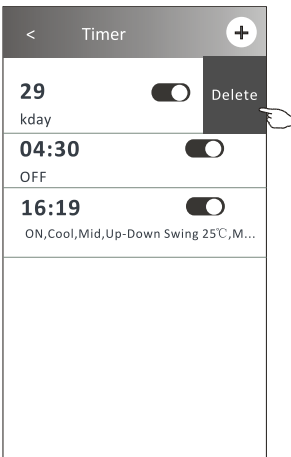 < Timer +
29 Delete
kday
04:30
OFF
16:19
ON,Cool,Mid,Up-Down Swing 25℃,M...